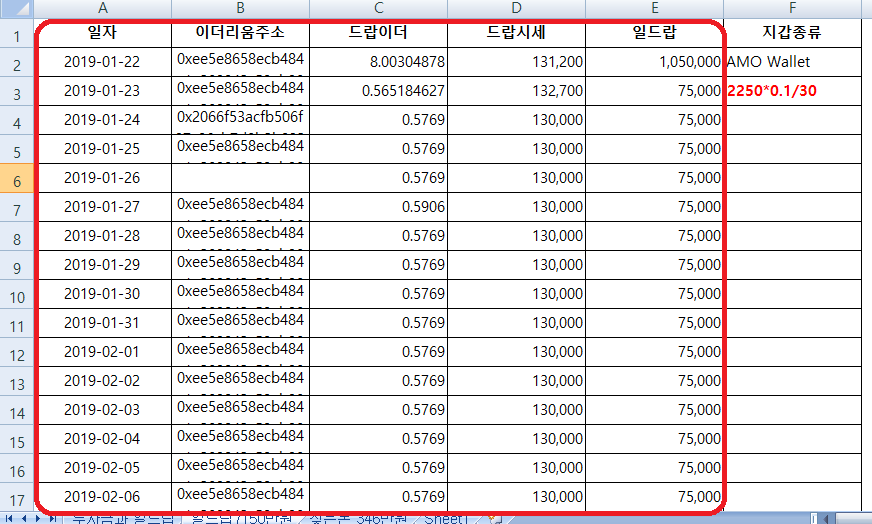 A B C D E F
1 일자 이더리움주소 드랍이더 드랍시세 일드랍 지갑종류
2 2019-01-22 0xee5e8658ecb484 8.00304878 131,200 1,050,000 AMO Wallet
3 2019-01-23 0xee5e8658ecb484 0.565184627 132,700 75,000 2250*0.1/30
4 2019-01-24 0x2066f53acfb506f 0.5769 130,000 75,000
5 2019-01-25 0xee5e8658ecb484 0.5769 130,000 75,000
6 2019-01-26 0.5769 130,000 75,000
7 2019-01-27 0xee5e8658ecb484 0.5906 130,000 75,000
8 2019-01-28 0xee5e8658ecb484 0.5769 130,000 75,000
9 2019-01-29 0xee5e8658ecb484 0.5769 130,000 75,000
10 2019-01-30 0xee5e8658ecb484 0.5769 130,000 75,000
11 2019-01-31 0xee5e8658ecb484 0.5769 130,000 75,000
12 2019-02-01 0xee5e8658ecb484 0.5769 130,000 75,000
13 2019-02-02 0xee5e8658ecb484 0.5769 130,000 75,000
14 2019-02-03 0xee5e8658ecb484 0.5769 130,000 75,000
15 2019-02-04 0xee5e8658ecb484 0.5769 130,000 75,000
16 2019-02-05 0xee5e8658ecb484 0.5769 130,000 75,000
17 2019-02-06 0xee5e8658ecb484 0.5769 130,000 75,000
일드랍 346만원 Sheet1